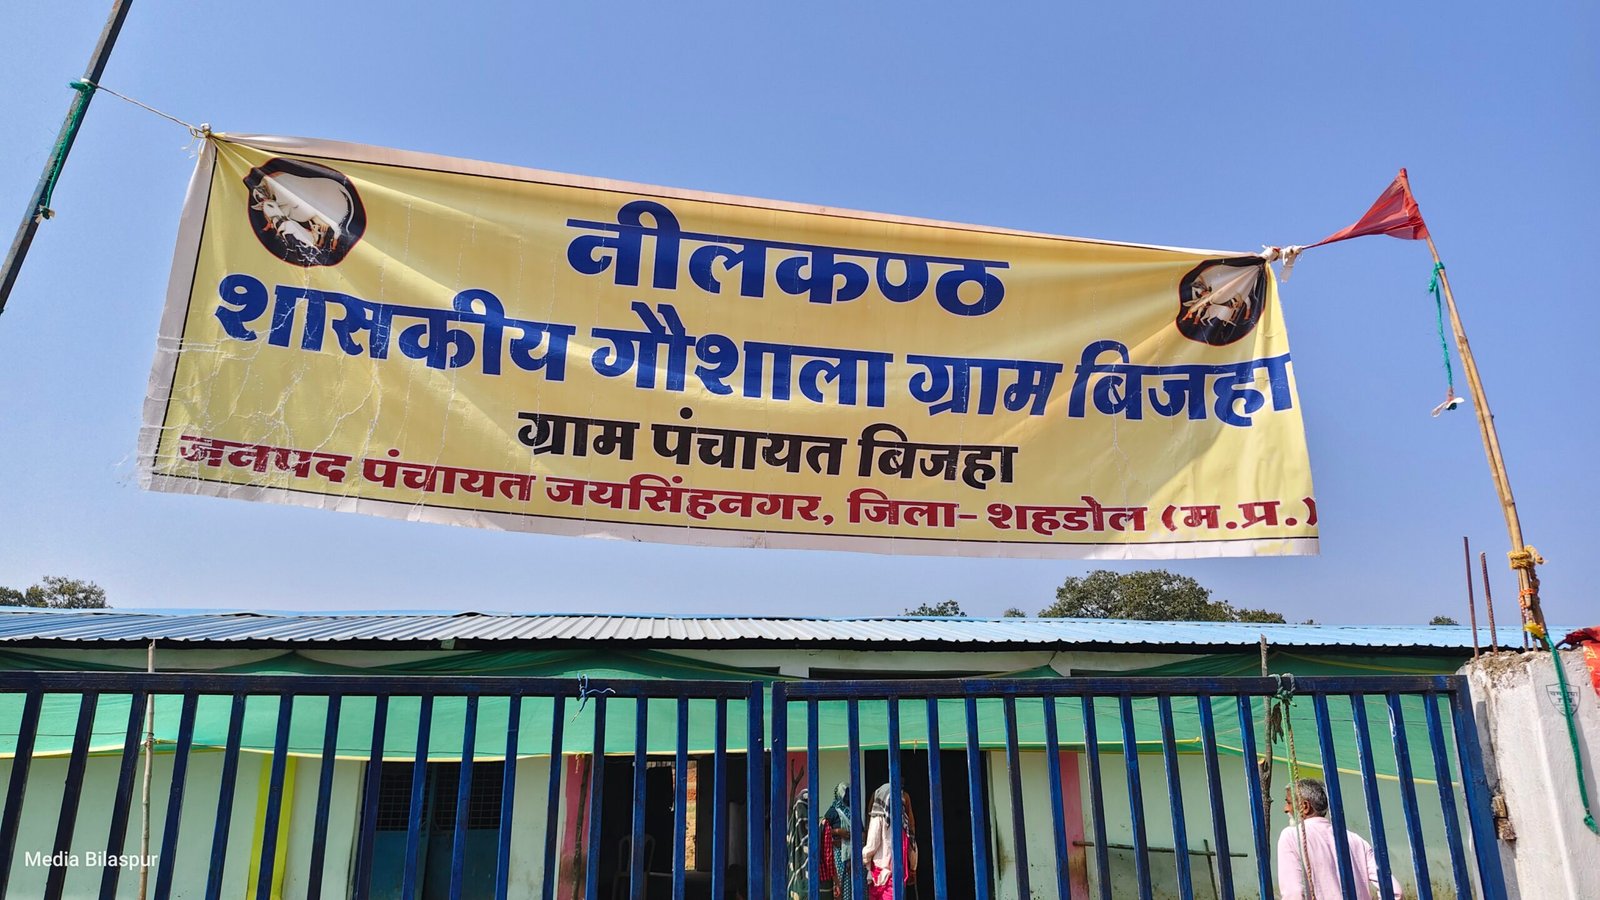 नीलकण्ठ
शासकीय गौशाला ग्राम बिजहा
ग्राम पंचायत बिजहा
जनपद पंचायत जयसिंहनगर, जिला- शहडोल (म.प्र.)
Media Bilaspur